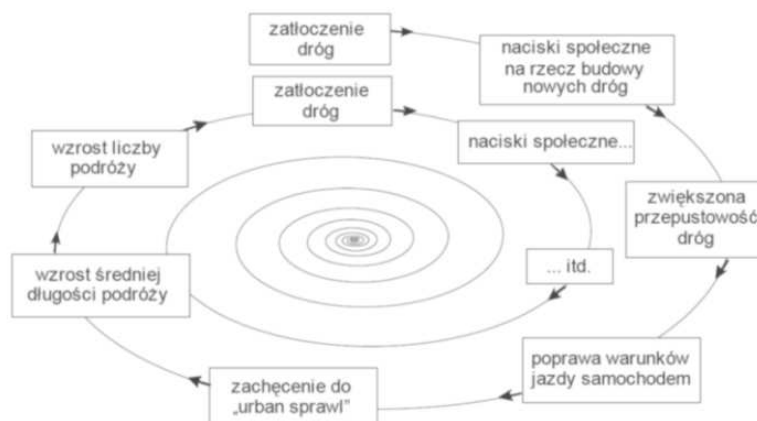 zatłoczenie
dróg
naciski społeczne
na rzecz budowy
nowych dróg
zwiększona
przepustowość
dróg
poprawa warunków
jazdy samochodem
zachęcenie do
„urban sprawl”
wzrost średniej
długości podróży
wzrost liczby
podróży
zatłoczenie
dróg
naciski społeczne...
... itd.